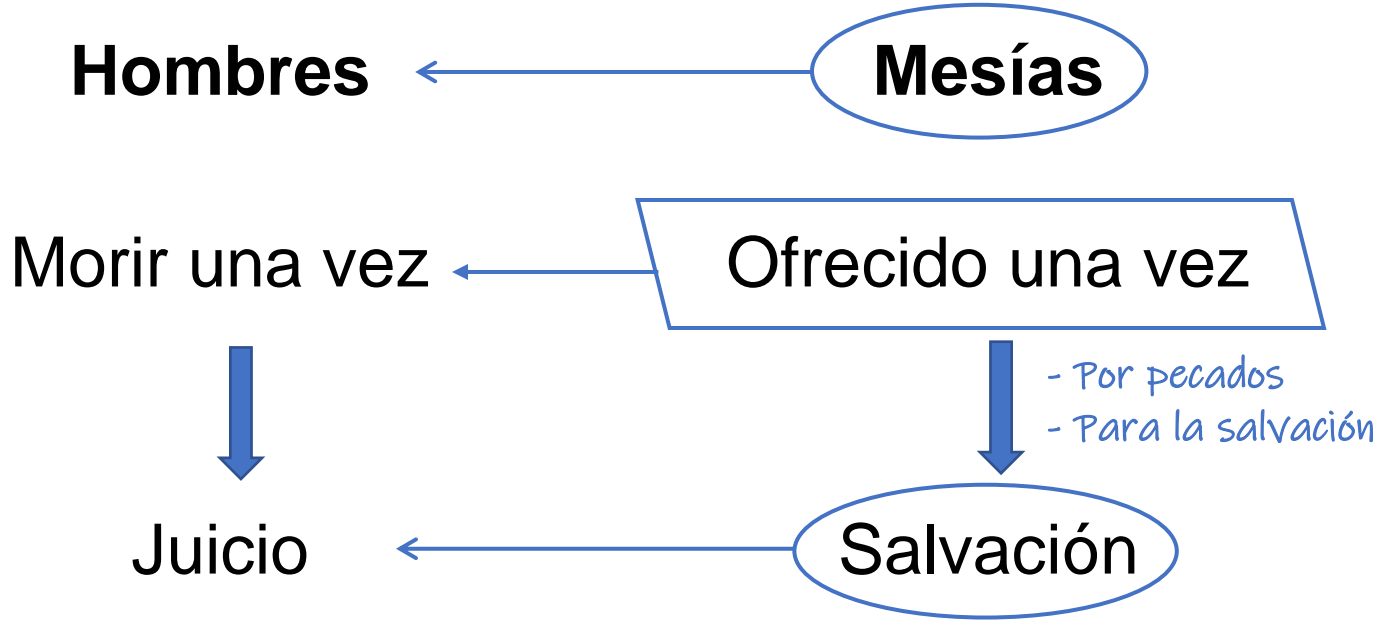 Hombres Mesías
Morir una vez Ofrecido una vez
- Por pecados
- Para la salvación
Juicio Salvación